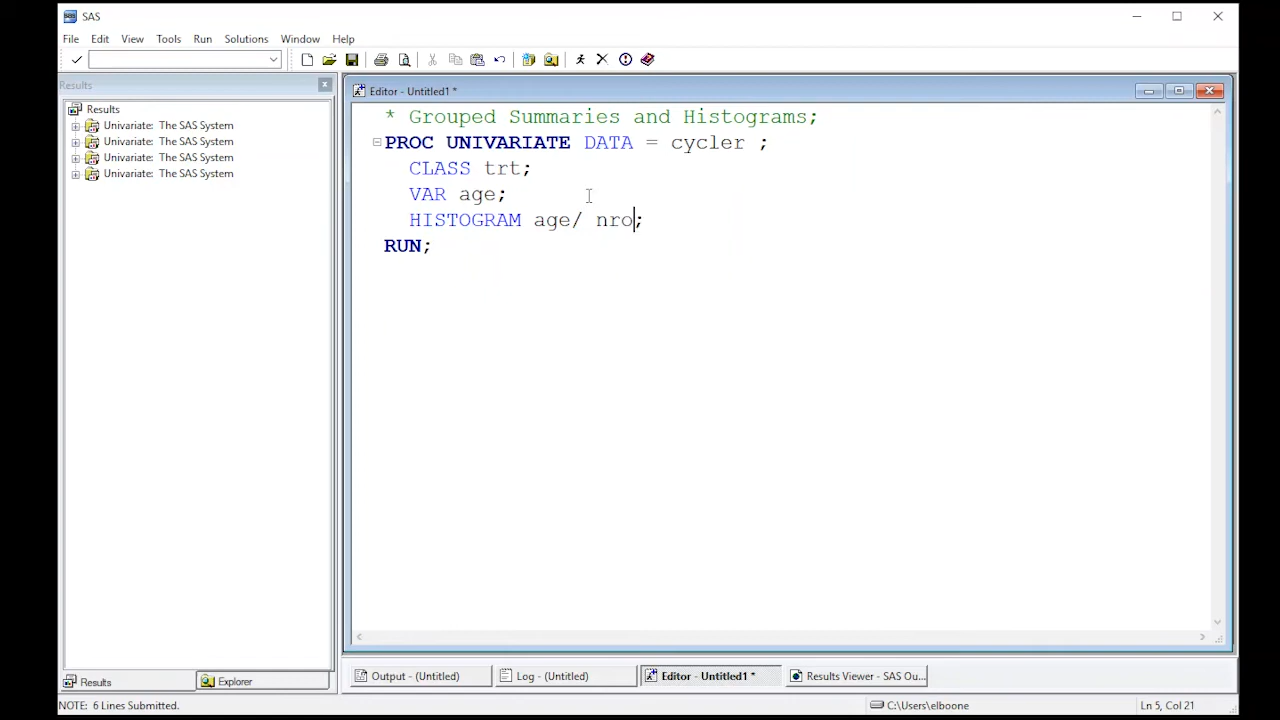 SAS
File Edit View Tools Run Solutions Window Help
Results
Editor - Untitled1 *
Results
Univariate: The SAS System
Univariate: The SAS System
Univariate: The SAS System
Univariate: The SAS System
* Grouped Summaries and Histograms;
PROC UNIVARIATE DATA = cycler ;
CLASS trt;
VAR age;
HISTOGRAM age/ nro;
RUN;
Results Explorer
Output - (Untitled) Log - (Untitled) Editor - Untitled1 * Results Viewer - SAS Ou...
NOTE: 6 Lines Submitted. C:\Users\elboone Ln 5, Col 21